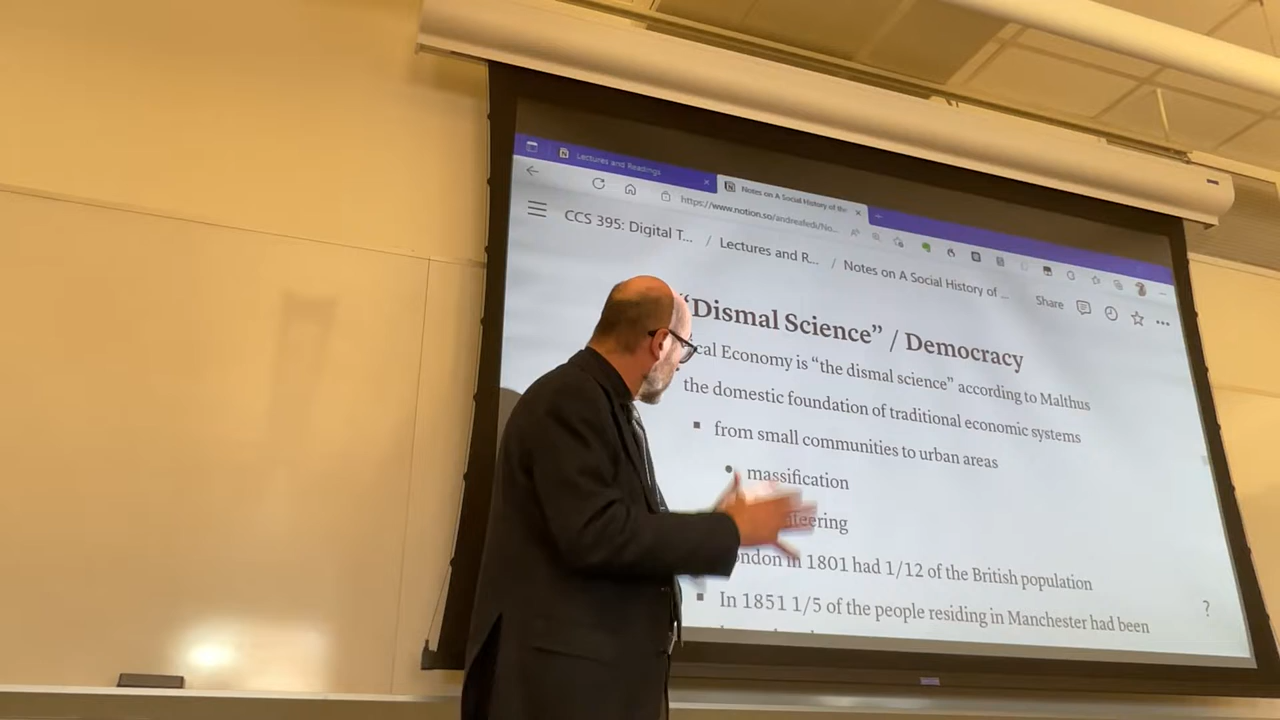 Lectures and Readings
Notes on A Social History of the
https://www.notion.so/andreafedi/No...
CCS 395: Digital T... / Lectures and R... / Notes on A Social History of ...
Share
“Dismal Science” / Democracy
cal Economy is “the dismal science” according to Malthus
the domestic foundation of traditional economic systems
from small communities to urban areas
massification
teering
ondon in 1801 had 1/12 of the British population
In 1851 1/5 of the people residing in Manchester had been
?